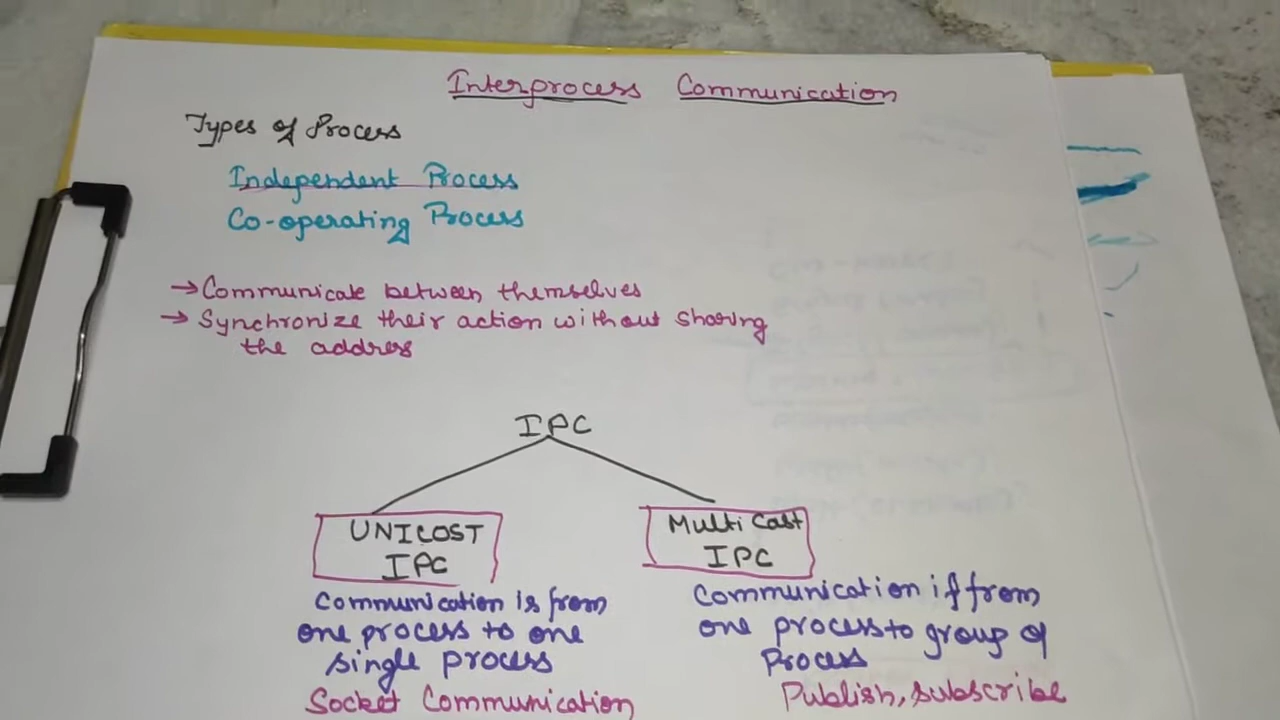 Interprocess Communication
Types of Process
Independent Process
Co-operating Process
→ Communicate between themselves
→ Synchronize their action without sharing
the address
IPC
UNICOST
IPC
Multi Cast
IPC
Communication is from
one process to one
single process
Socket Communication
Communication if from
one process to group of
Process
Publish, subscribe